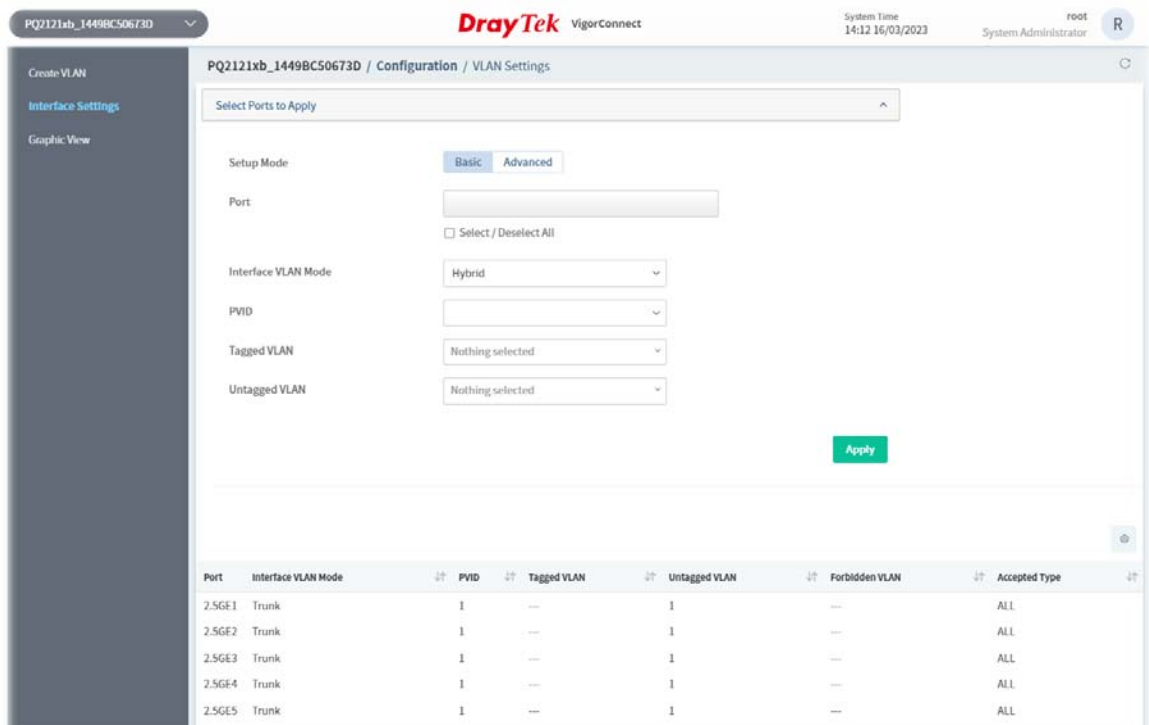 PQ2121xb_1449BC50673D
DrayTek VigorConnect
System Time
14:12 16/03/2023
root
System Administrator
R
Create VLAN
Interface Settings
Graphic View
PQ2121xb_1449BC50673D / Configuration / VLAN Settings
Select Ports to Apply
Setup Mode Basic Advanced
Port
Select / Deselect All
Interface VLAN Mode Hybrid
PVID
Tagged VLAN Nothing selected
Untagged VLAN Nothing selected
Apply
Port Interface VLAN Mode PVID Tagged VLAN Untagged VLAN Forbidden VLAN Accepted Type
2.5GE1 Trunk 1 --- 1 --- ALL
2.5GE2 Trunk 1 --- 1 --- ALL
2.5GE3 Trunk 1 --- 1 --- ALL
2.5GE4 Trunk 1 --- 1 --- ALL
2.5GE5 Trunk 1 --- 1 --- ALL